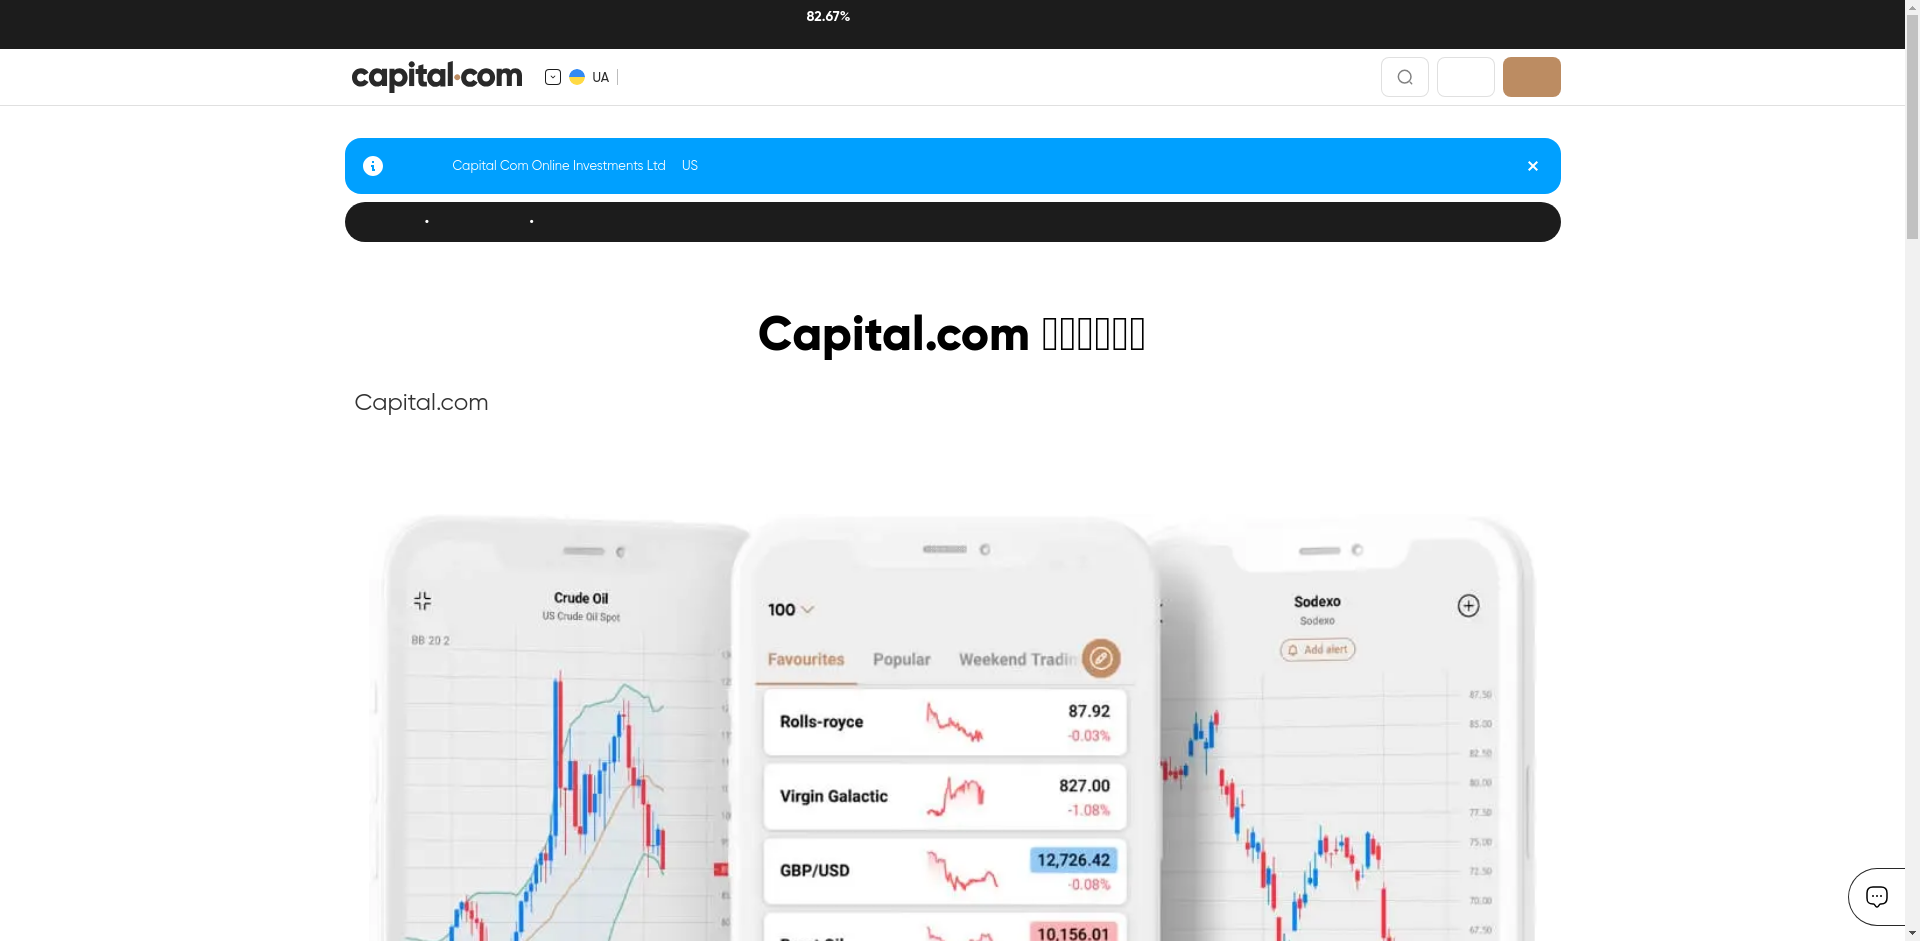 82.67%
capital.com
UA
Capital Com Online Investments Ltd US
Capital.com
Capital.com
Crude Oil
US Crude Oil Spot
BB 20 2
100
Favourites Popular Weekend Tradin
Rolls-royce 87.92
-0.03%
Virgin Galactic 827.00
-1.08%
GBP/USD 12,726.42
-0.08%
10,156.01
Sodexo
Sodexo
Add alert
87.50
85.00
82.50
80.00
77.50
75.00
72.50
70.00
67.50